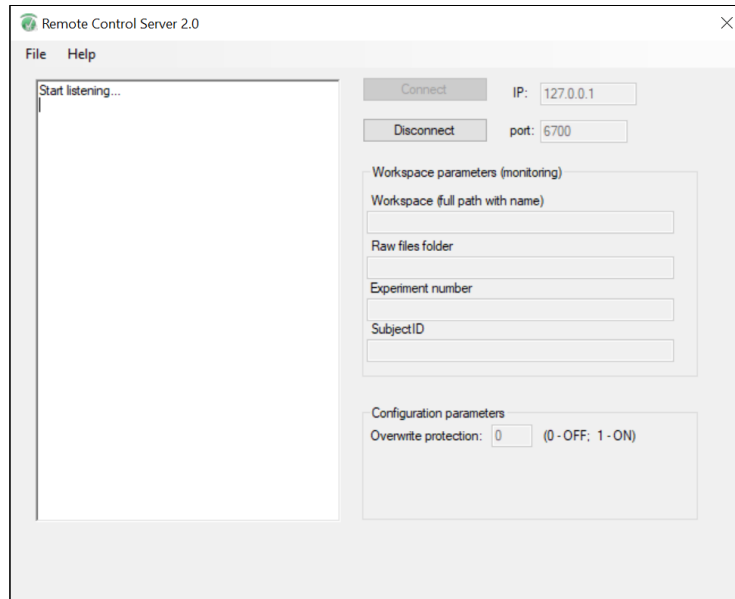 Remote Control Server 2.0
File Help
Start listening...
Connect
IP: 127.0.0.1
Disconnect
port: 6700
Workspace parameters (monitoring)
Workspace (full path with name)
Raw files folder
Experiment number
SubjectID
Configuration parameters
Overwrite protection: 0 (0 - OFF; 1 - ON)